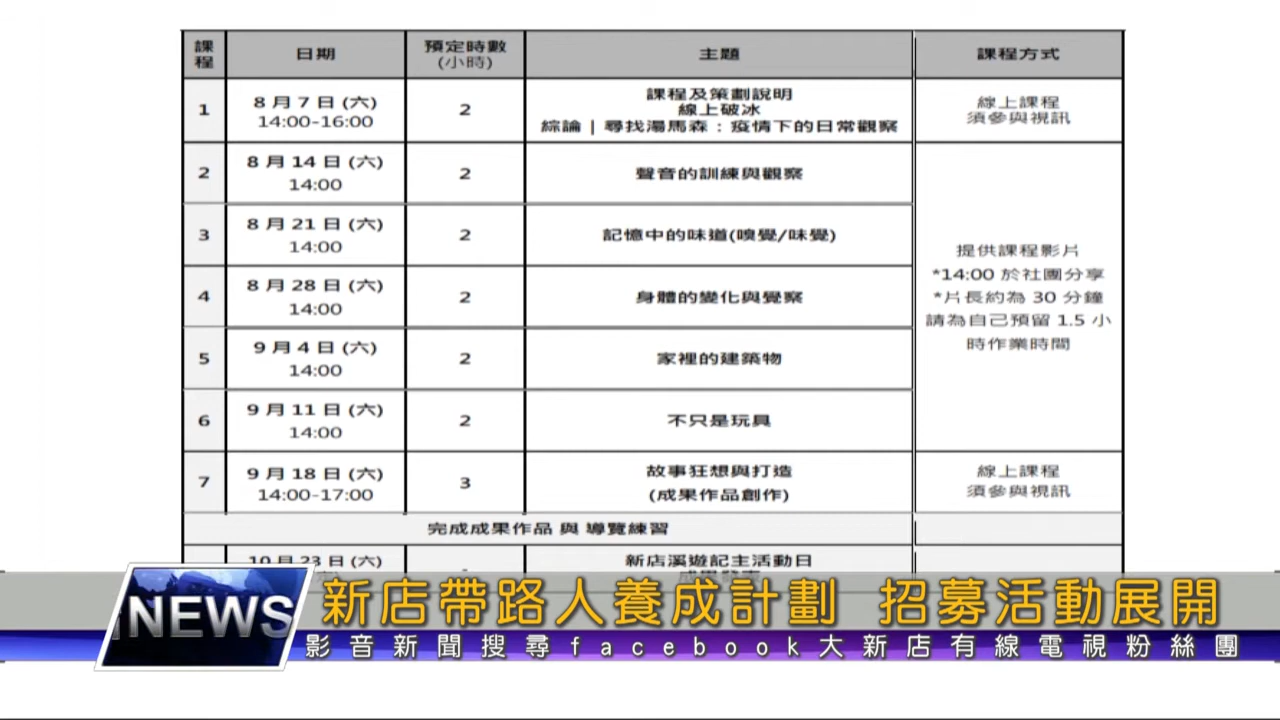 課程 日期 預定時數(小時) 主題 課程方式
1 8 月 7 日 (六) 14:00-16:00 2 課程及策劃說明
線上破冰
綜論 | 尋找湯馬森：疫情下的日常觀察 線上課程
須參與視訊
2 8 月 14 日 (六) 14:00 2 聲音的訓練與觀察
3 8 月 21 日 (六) 14:00 2 記憶中的味道(嗅覺/味覺)
4 8 月 28 日 (六) 14:00 2 身體的變化與覺察
5 9 月 4 日 (六) 14:00 2 家裡的建築物
6 9 月 11 日 (六) 14:00 2 不只是玩具
提供課程影片
*14:00 於社團分享
*片長約為 30 分鐘
請為自己預留 1.5 小
時作業時間
7 9 月 18 日 (六) 14:00-17:00 3 故事狂想與打造
(成果作品創作) 線上課程
須參與視訊
完成成果作品 與 導覽練習
10 月 23 日 (六) 新店溪遊記主活動日
NEWS
新店帶路人養成計劃 招募活動展開
影音新聞搜尋facebook大新店有線電視粉絲團